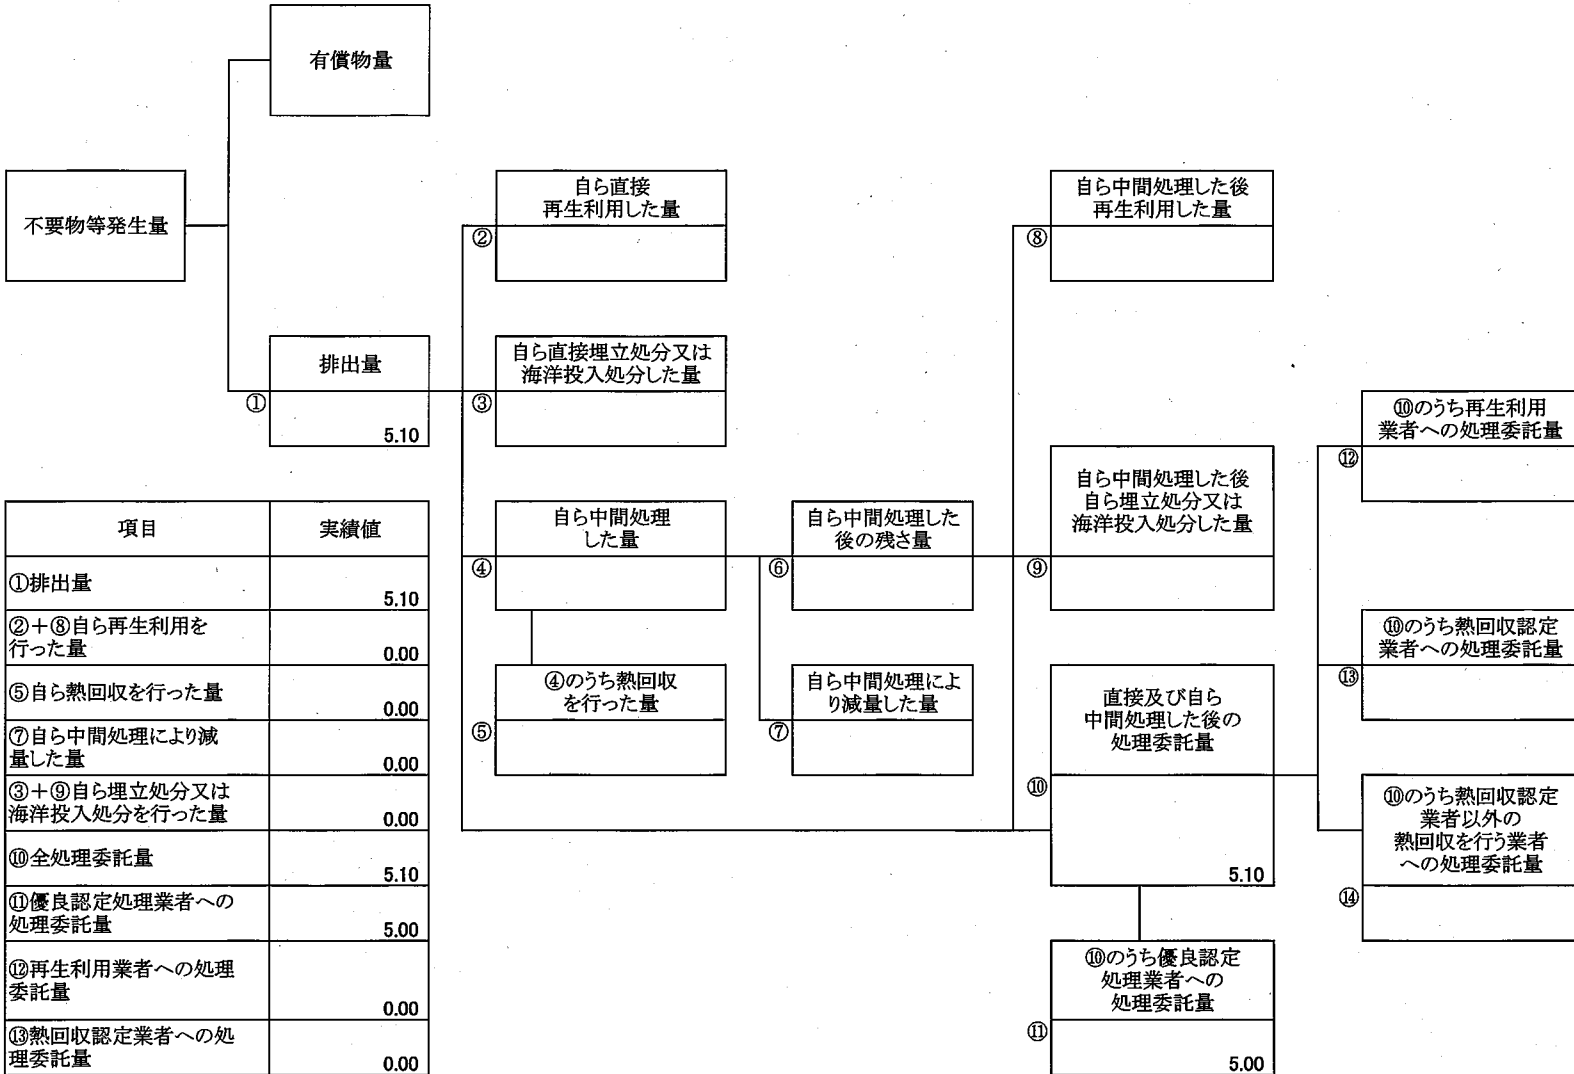 有償物量
不要物等発生量
自ら直接
再生利用した量
②
自ら中間処理した後
再生利用した量
⑧
排出量
①
5.10
自ら直接埋立処分又は
海洋投入処分した量
③
⑩のうち再生利用
業者への処理委託量
⑫
自ら中間処理
した量
④
自ら中間処理した
後の残さ量
⑥
自ら中間処理した後
自ら埋立処分又は
海洋投入処分した量
⑨
④のうち熱回収
を行った量
⑤
自ら中間処理によ
り減量した量
⑦
直接及び自ら
中間処理した後の
処理委託量
⑩
5.10
⑩のうち熱回収認定
業者への処理委託量
⑬
⑩のうち熱回収認定
業者以外の
熱回収を行う業者
への処理委託量
⑭
⑩のうち優良認定
処理業者への
処理委託量
⑪
5.00
項目 実績値
①排出量
5.10
②+⑧自ら再生利用を
行った量
0.00
⑤自ら熱回収を行った量
0.00
⑦自ら中間処理により減
量した量
0.00
③+⑨自ら埋立処分又は
海洋投入処分を行った量
0.00
⑩全処理委託量
5.10
⑪優良認定処理業者への
処理委託量
5.00
⑫再生利用業者への処理
委託量
0.00
⑬熱回収認定業者への処
理委託量
0.00